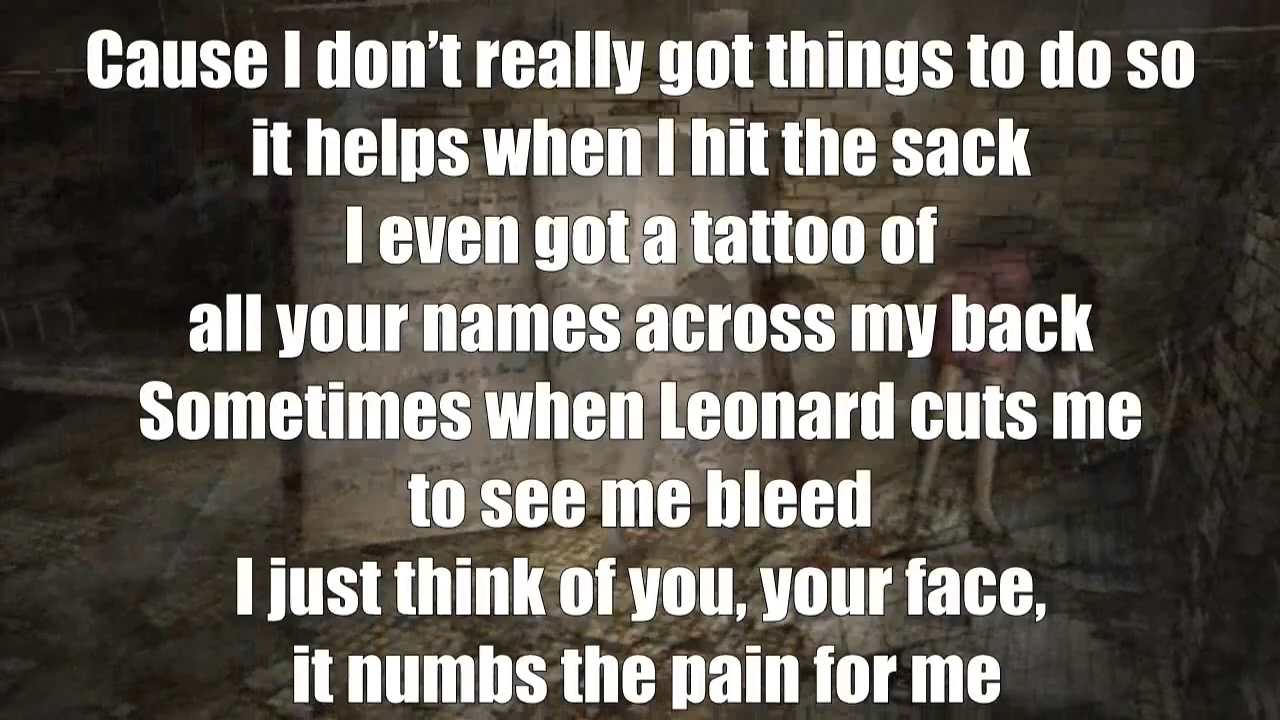 Cause I don’t really got things to do so
it helps when I hit the sack
I even got a tattoo of
all your names across my back
Sometimes when Leonard cuts me
to see me bleed
I just think of you, your face,
it numbs the pain for me